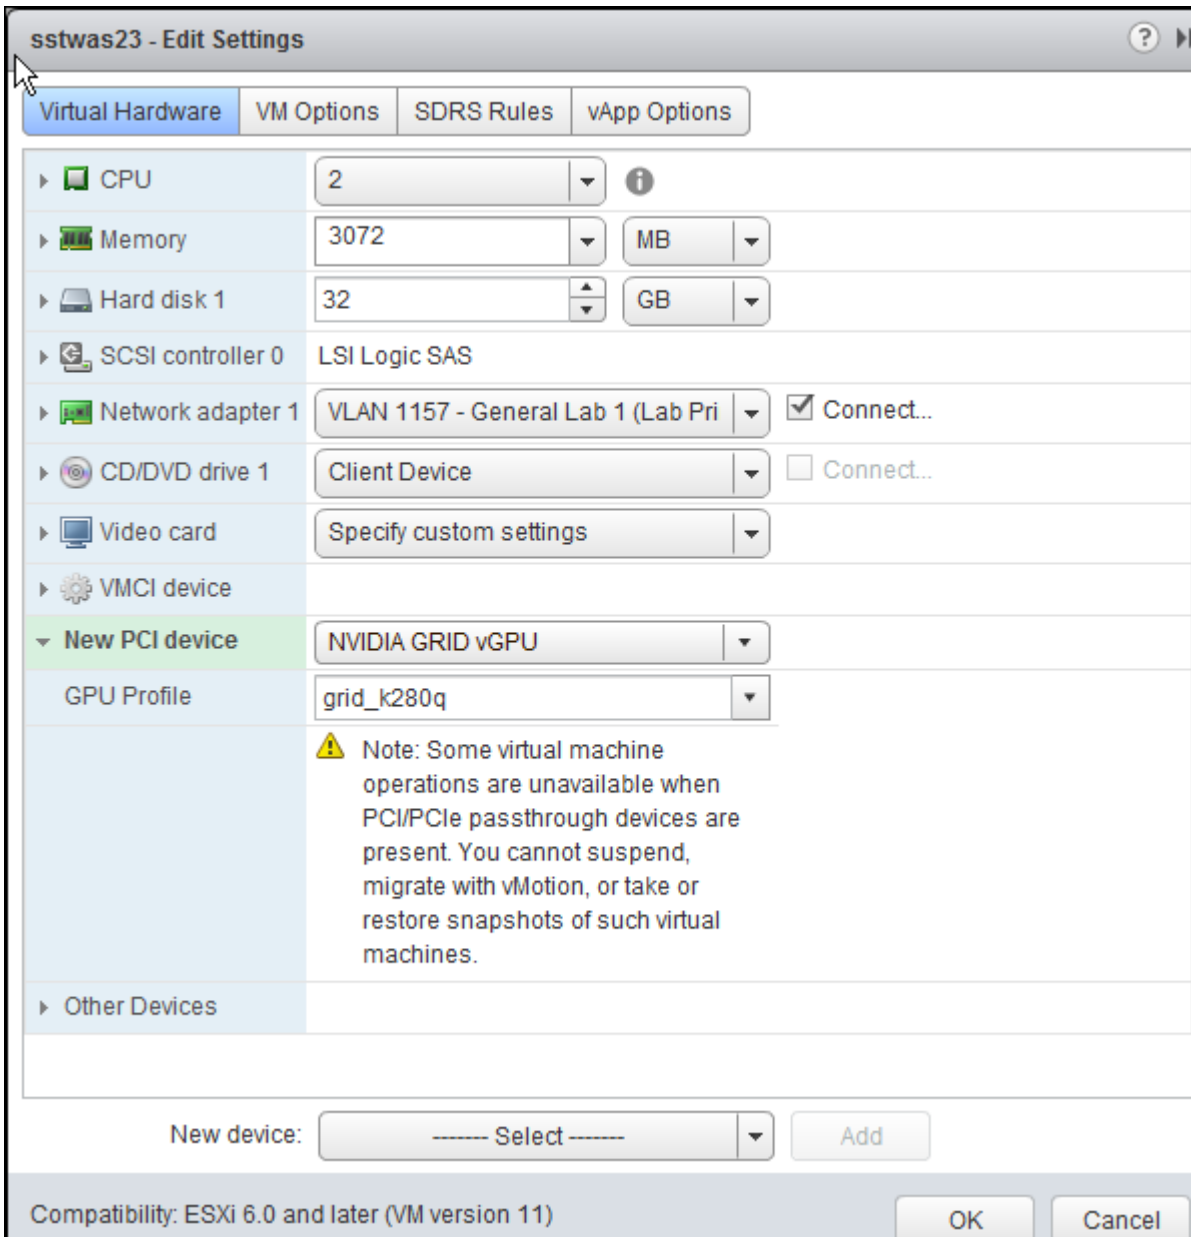 sstwas23 - Edit Settings
Virtual Hardware VM Options SDRS Rules vApp Options
CPU 2
Memory 3072 MB
Hard disk 1 32 GB
SCSI controller 0 LSI Logic SAS
Network adapter 1 VLAN 1157 - General Lab 1 (Lab Pri Connect...
CD/DVD drive 1 Client Device Connect...
Video card Specify custom settings
VMCI device
New PCI device NVIDIA GRID vGPU
GPU Profile grid_k280q
Note: Some virtual machine
operations are unavailable when
PCI/PCIe passthrough devices are
present. You cannot suspend,
migrate with vMotion, or take or
restore snapshots of such virtual
machines.
Other Devices
New device: ------- Select ------- Add
Compatibility: ESXi 6.0 and later (VM version 11) OK Cancel